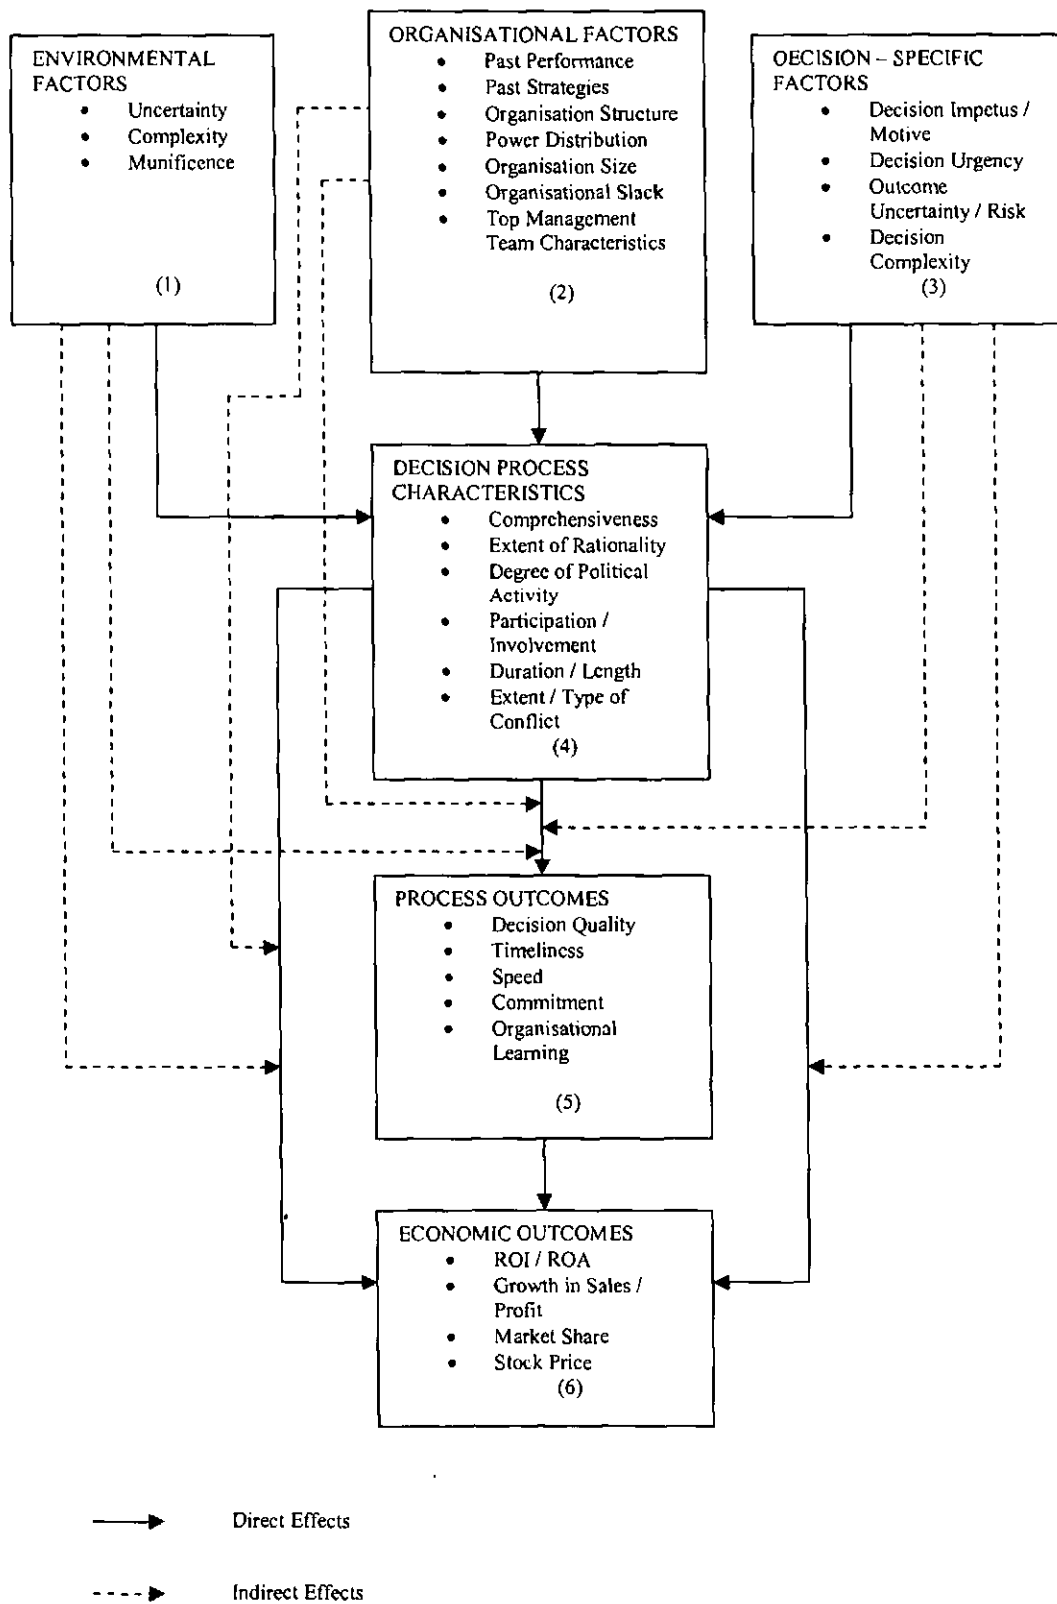 ENVIRONMENTAL
FACTORS
• Uncertainty
• Complexity
• Munificence
(1)
ORGANISATIONAL FACTORS
• Past Performance
• Past Strategies
• Organisation Structure
• Power Distribution
• Organisation Size
• Organisational Slack
• Top Management
Team Characteristics
(2)
OECISION – SPECIFIC
FACTORS
• Decision Impetus /
Motive
• Decision Urgency
• Outcome
Uncertainty / Risk
• Decision
Complexity
(3)
DECISION PROCESS
CHARACTERISTICS
• Comprehensiveness
• Extent of Rationality
• Degree of Political
Activity
• Participation /
Involvement
• Duration / Length
• Extent / Type of
Conflict
(4)
PROCESS OUTCOMES
• Decision Quality
• Timeliness
• Speed
• Commitment
• Organisational
Learning
(5)
ECONOMIC OUTCOMES
• ROI / ROA
• Growth in Sales /
Profit
• Market Share
• Stock Price
(6)
Direct Effects
Indirect Effects